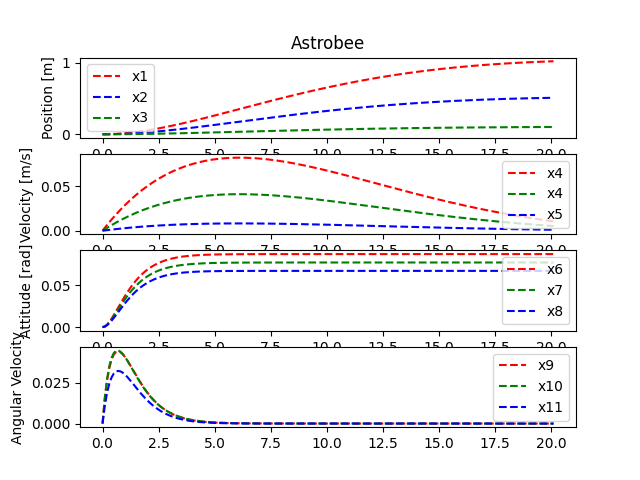 Astrobee
Position [m]
1
0
x1
x2
x3
Velocity [m/s]
0.05
0.00
x4
x4
x5
Attitude [rad]
0.05
0.00
x6
x7
x8
Angular Velocity
0.025
0.000
x9
x10
x11
0.0 2.5 5.0 7.5 10.0 12.5 15.0 17.5 20.0